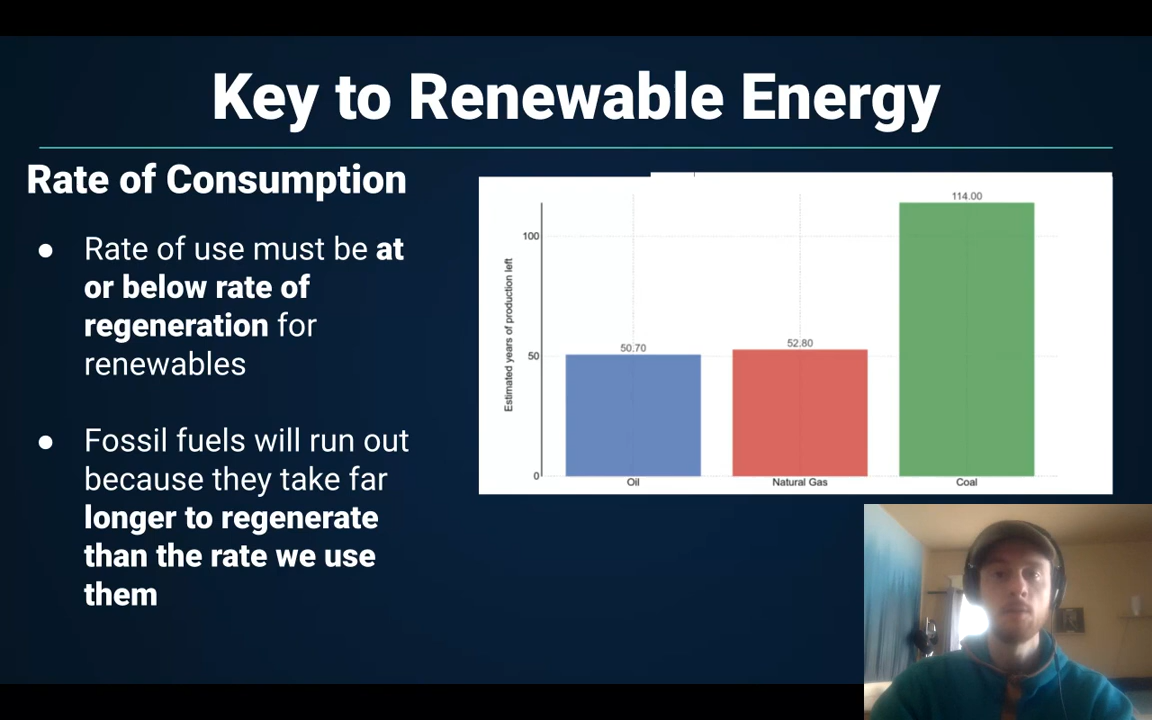 Key to Renewable Energy
Rate of Consumption
● Rate of use must be at
or below rate of
regeneration for
renewables
● Fossil fuels will run out
because they take far
longer to regenerate
than the rate we use
them
Estimated years of production left
100
50
0
50.70
52.80
114.00
Oil
Natural Gas
Coal